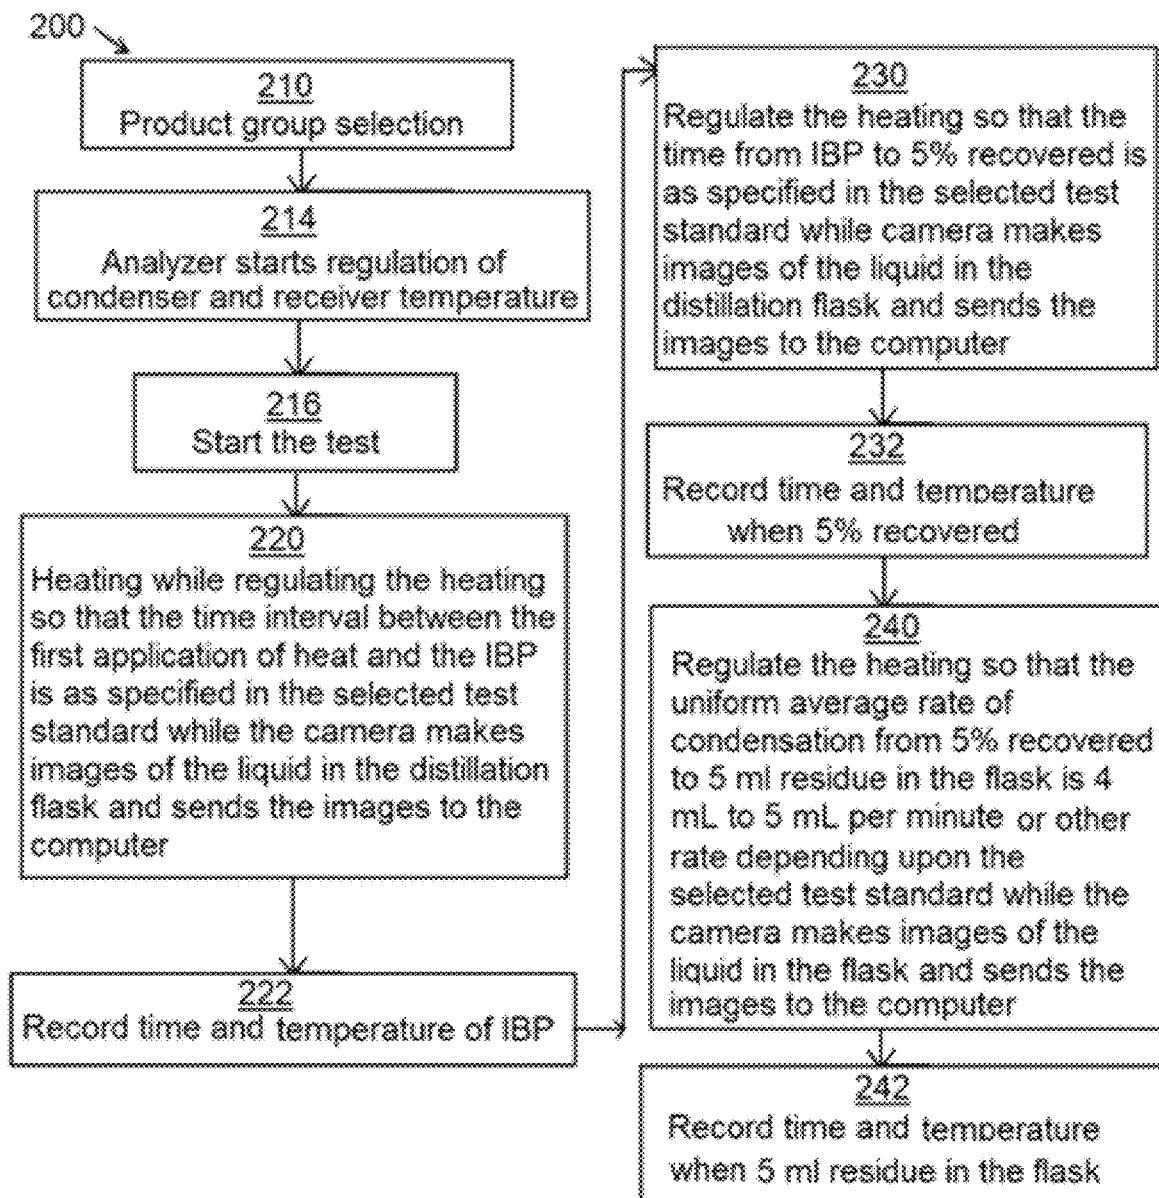 200
210
Product group selection
214
Analyzer starts regulation of
condenser and receiver temperature
216
Start the test
220
Heating while regulating the heating
so that the time interval between the
first application of heat and the IBP
is as specified in the selected test
standard while the camera makes
images of the liquid in the distillation
flask and sends the images to the
computer
222
Record time and temperature of IBP
230
Regulate the heating so that the
time from IBP to 5% recovered is
as specified in the selected test
standard while camera makes
images of the liquid in the
distillation flask and sends the
images to the computer
232
Record time and temperature
when 5% recovered
240
Regulate the heating so that the
uniform average rate of
condensation from 5% recovered
to 5 ml residue in the flask is 4
mL to 5 mL per minute or other
rate depending upon the
selected test standard while the
camera makes images of the
liquid in the flask and sends the
images to the computer
242
Record time and temperature
when 5 ml residue in the flask